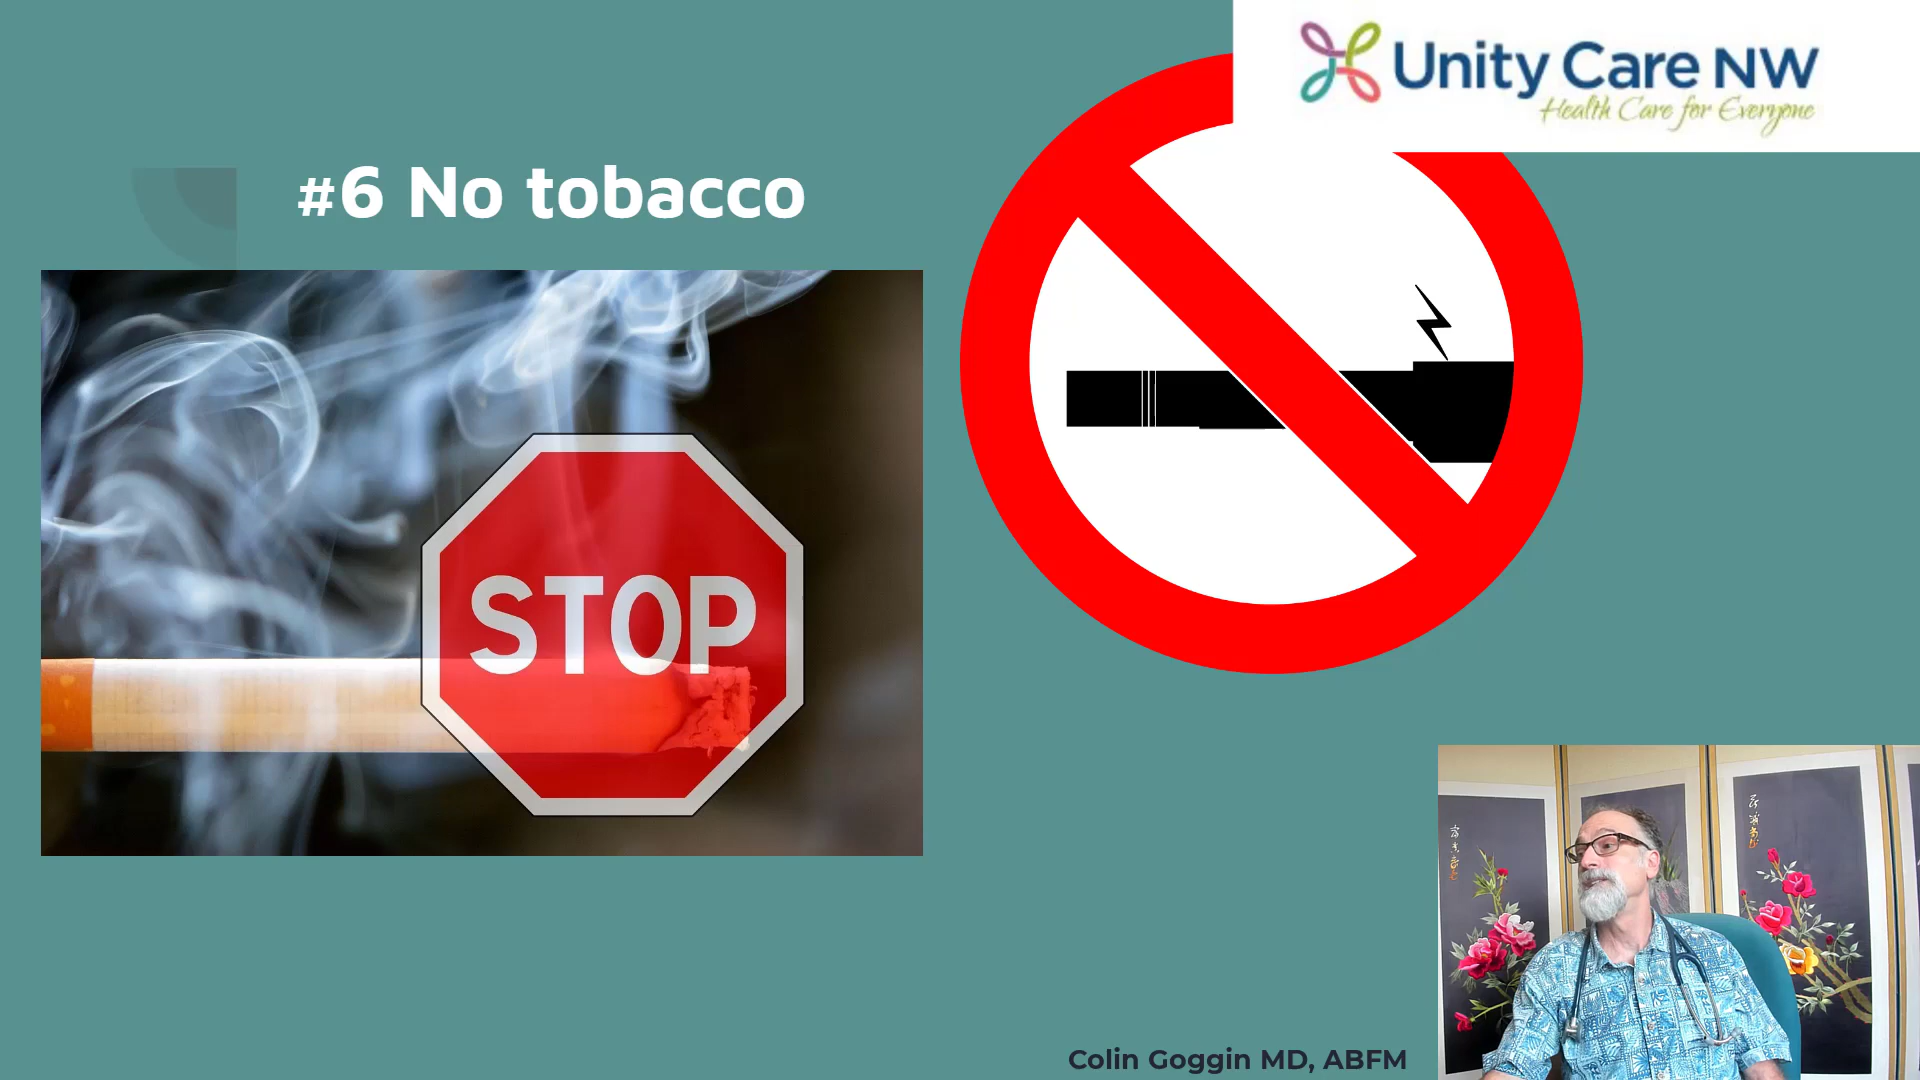 Unity Care NW
Health Care for Everyone
#6 No tobacco
STOP
Colin Goggin MD, ABFM